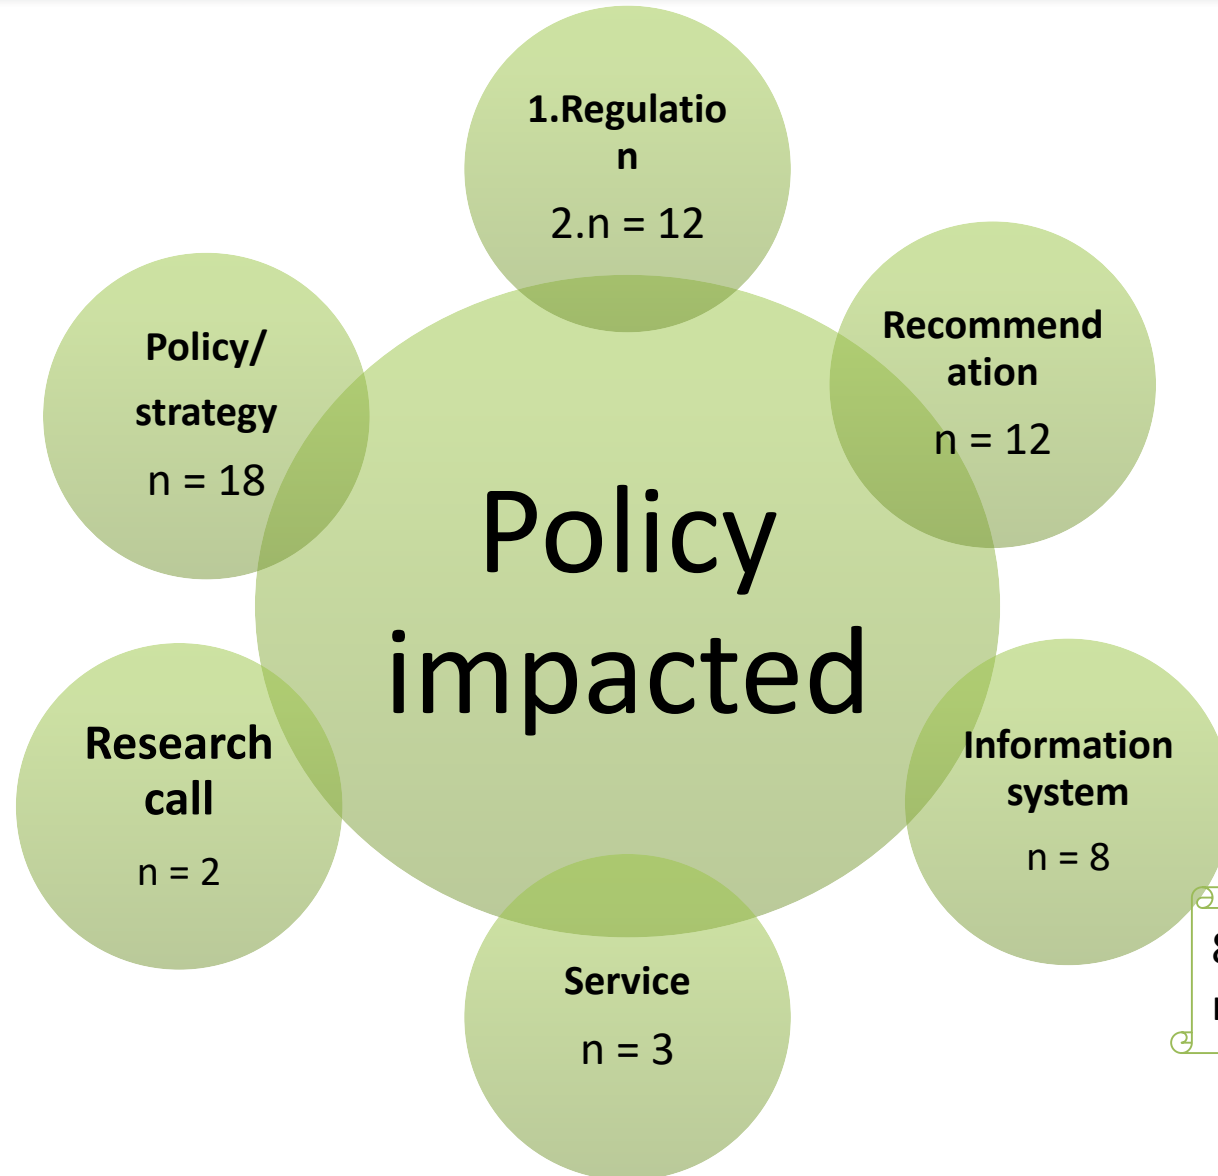 1.Regulatio
n
2.n = 12
Recommend
ation
n = 12
Policy/
strategy
n = 18
Policy
impacted
Information
system
n = 8
Research
call
n = 2
Service
n = 3